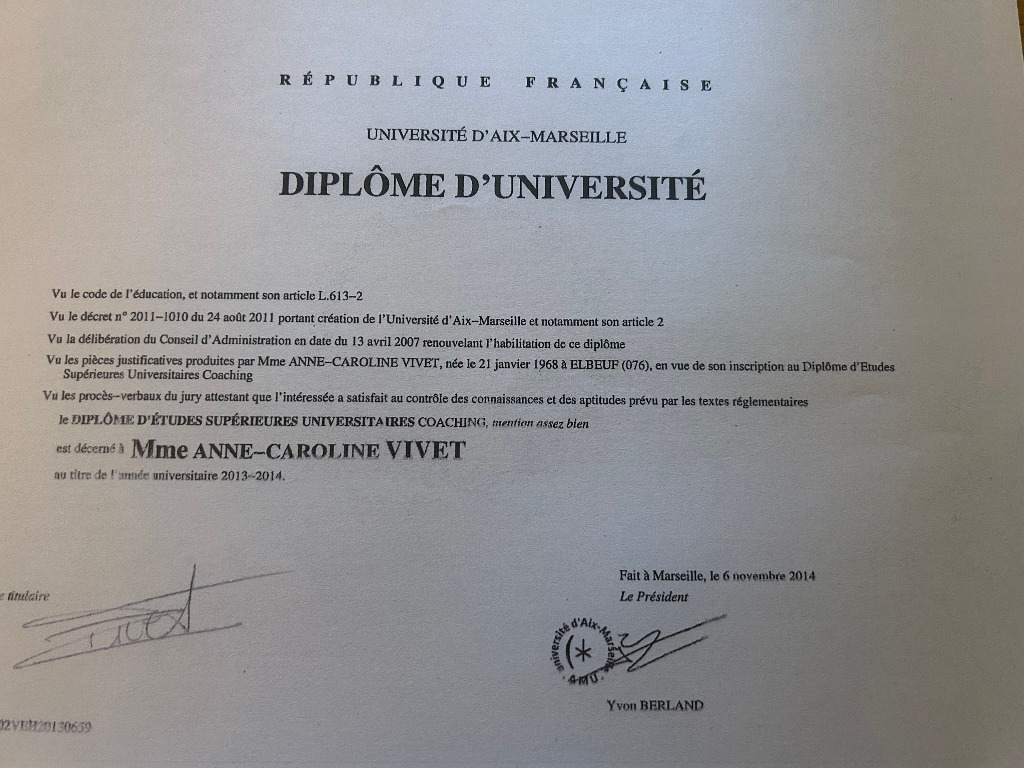 RÉPUBLIQUE FRANÇAISE
UNIVERSITÉ D'AIX–MARSEILLE
DIPLÔME D'UNIVERSITÉ
Vu le code de l'éducation, et notamment son article L.613–2
Vu le décret n° 2011–1010 du 24 août 2011 portant création de l'Université d'Aix–Marseille et notamment son article 2
Vu la délibération du Conseil d'Administration en date du 13 avril 2007 renouvelant l'habilitation de ce diplôme
Vu les pièces justificatives produites par Mme ANNE–CAROLINE VIVET, née le 21 janvier 1968 à ELBEUF (076), en vue de son inscription au Diplôme d'Etudes
Supérieures Universitaires Coaching
Vu les procès–verbaux du jury attestant que l'intéressée a satisfait au contrôle des connaissances et des aptitudes prévu par les textes réglementaires
le DIPLÔME D'ÉTUDES SUPÉRIEURES UNIVERSITAIRES COACHING, mention assez bien
est décerné à Mme ANNE–CAROLINE VIVET
au titre de l'année universitaire 2013–2014.
Fait à Marseille, le 6 novembre 2014
titulaire
Le Président
Vivet
université d'Aix-Marseille
AMU
Yvon BERLAND